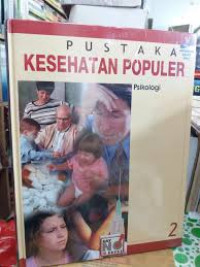 PUSTAKA
KESEHATAN POPULER
Psikologi
2